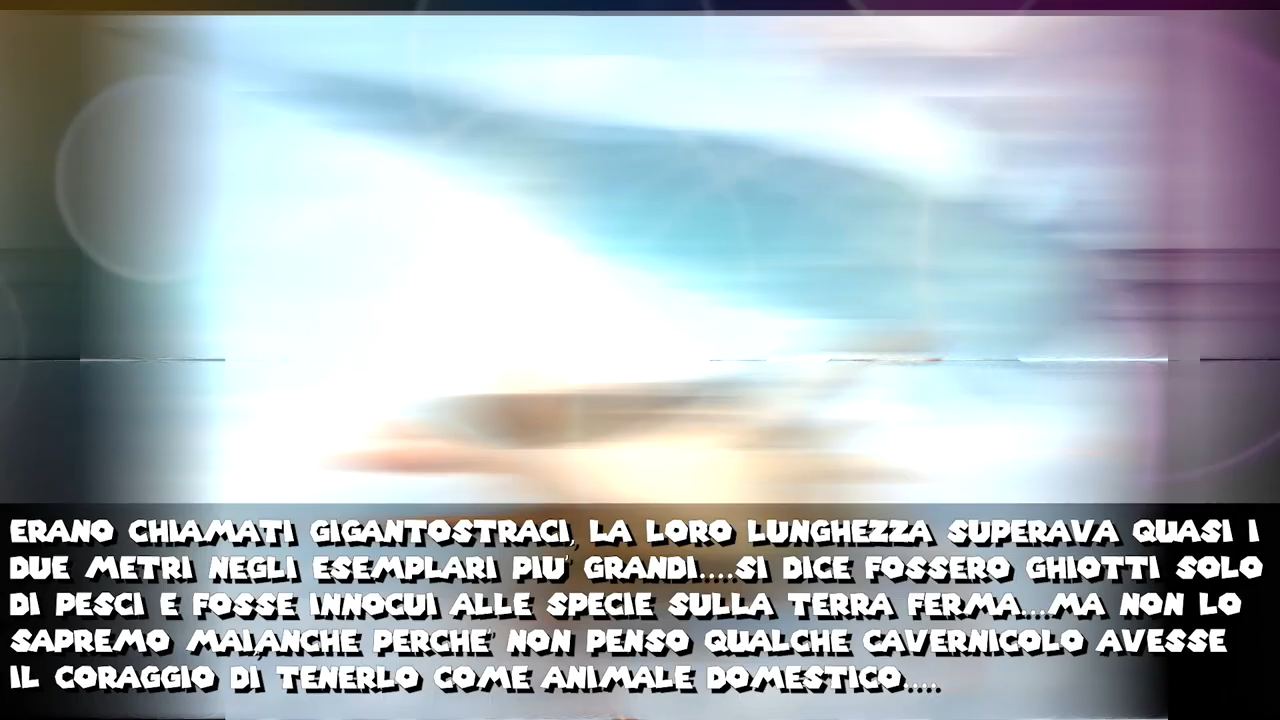 ERANO CHIAMATI GIGANTOSTRACI, LA LORO LUNGHEZZA SUPERAVA QUASI I
DUE METRI NEGLI ESEMPLARI PIU' GRANDI....SI DICE FOSSERO GHIOTTI SOLO
DI PESCI E FOSSE INNOCUI ALLE SPECIE SULLA TERRA FERMA...MA NON LO
SAPREMO MAI,ANCHE PERCHE' NON PENSO QUALCHE CAVERNICOLO AVESSE
IL CORAGGIO DI TENERLO COME ANIMALE DOMESTICO....